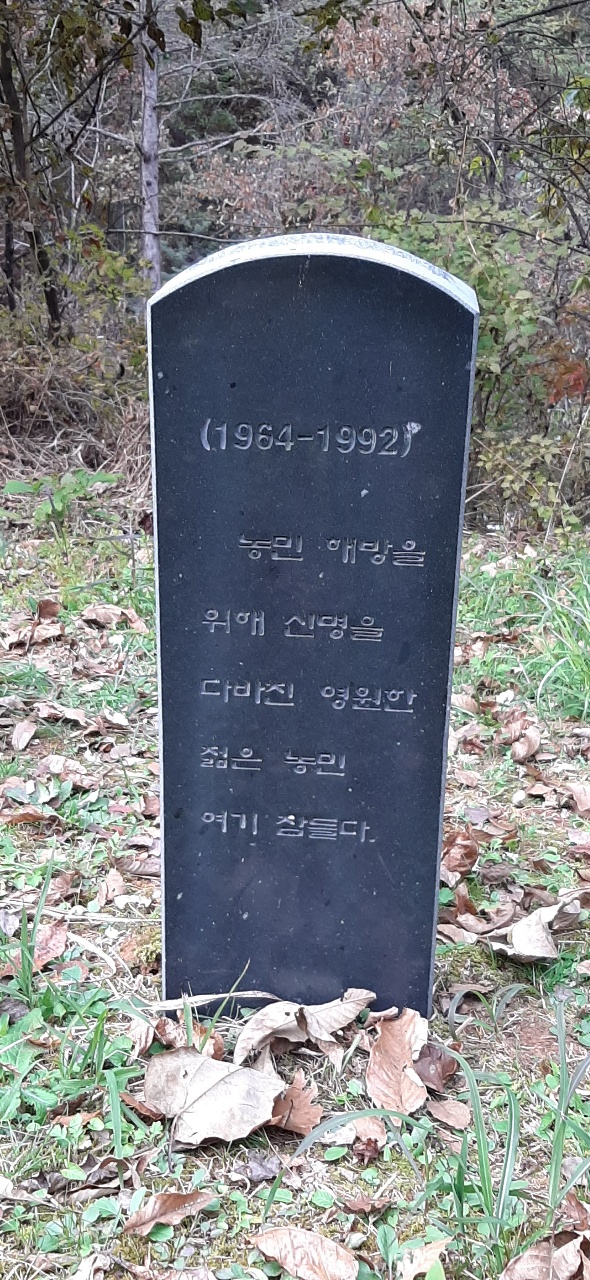 (1964-1992)
농민 해방을
위해 신명을
다바친 영원한
젊은 농민
여기 잠들다.